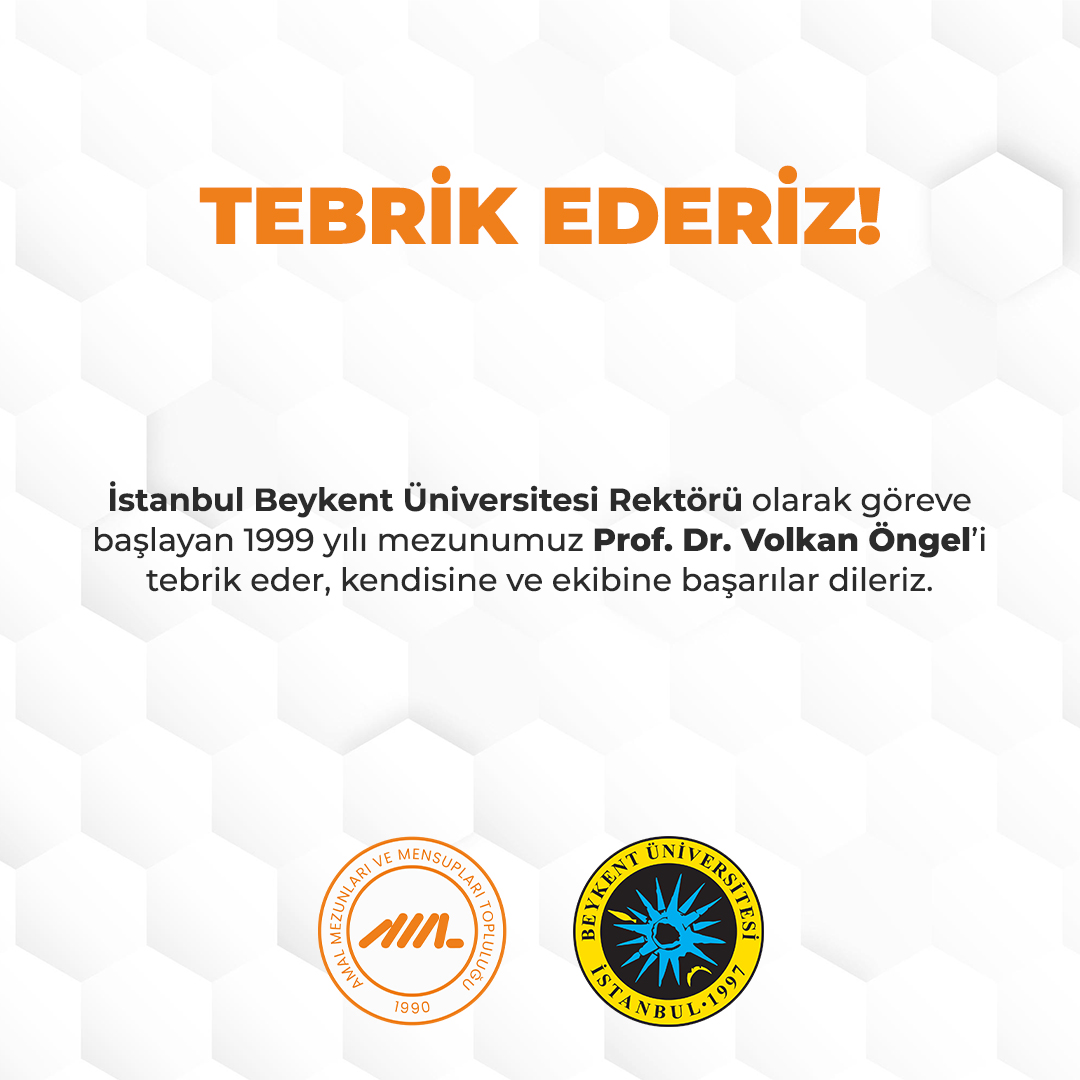 TEBRİK EDERİZ!
İstanbul Beykent Üniversitesi Rektörü olarak göreve
başlayan 1999 yılı mezunumuz Prof. Dr. Volkan Öngel’i
tebrik eder, kendisine ve ekibine başarılar dileriz.
AMAL MEZUNLARI VE MENSUPLARI TOPLULUĞU
1990
BEYKENT ÜNİVERSİTESİ
İSTANBUL·1997